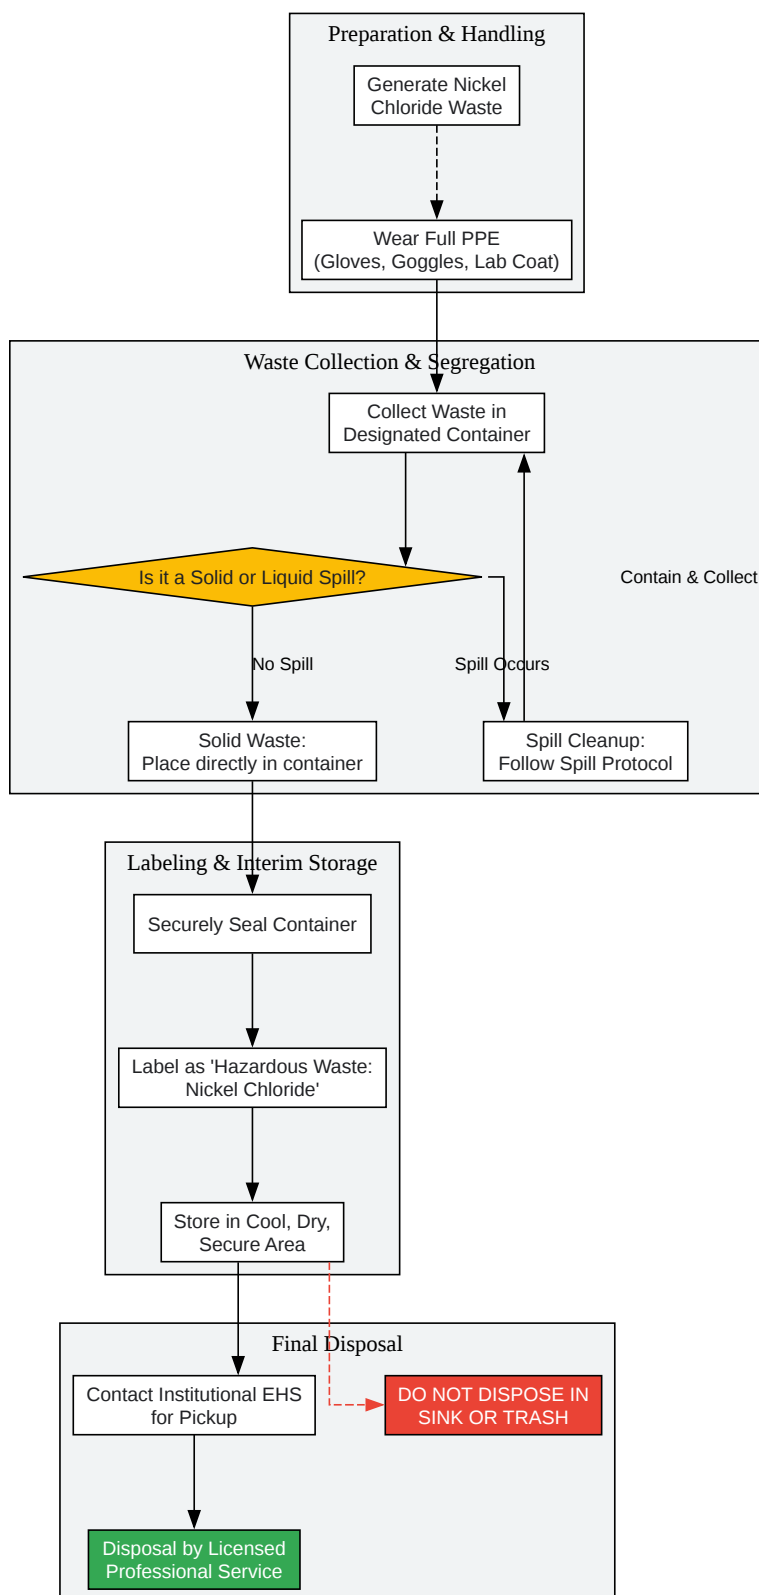 Preparation & Handling
Generate Nickel
Chloride Waste
Wear Full PPE
(Gloves, Goggles, Lab Coat)
Waste Collection & Segregation
Collect Waste in
Designated Container
Is it a Solid or Liquid Spill?
Contain & Collect
No Spill
Spill Occurs
Solid Waste:
Place directly in container
Spill Cleanup:
Follow Spill Protocol
Labeling & Interim Storage
Securely Seal Container
Label as 'Hazardous Waste:
Nickel Chloride'
Store in Cool, Dry,
Secure Area
Final Disposal
Contact Institutional EHS
for Pickup
DO NOT DISPOSE IN
SINK OR TRASH
Disposal by Licensed
Professional Service